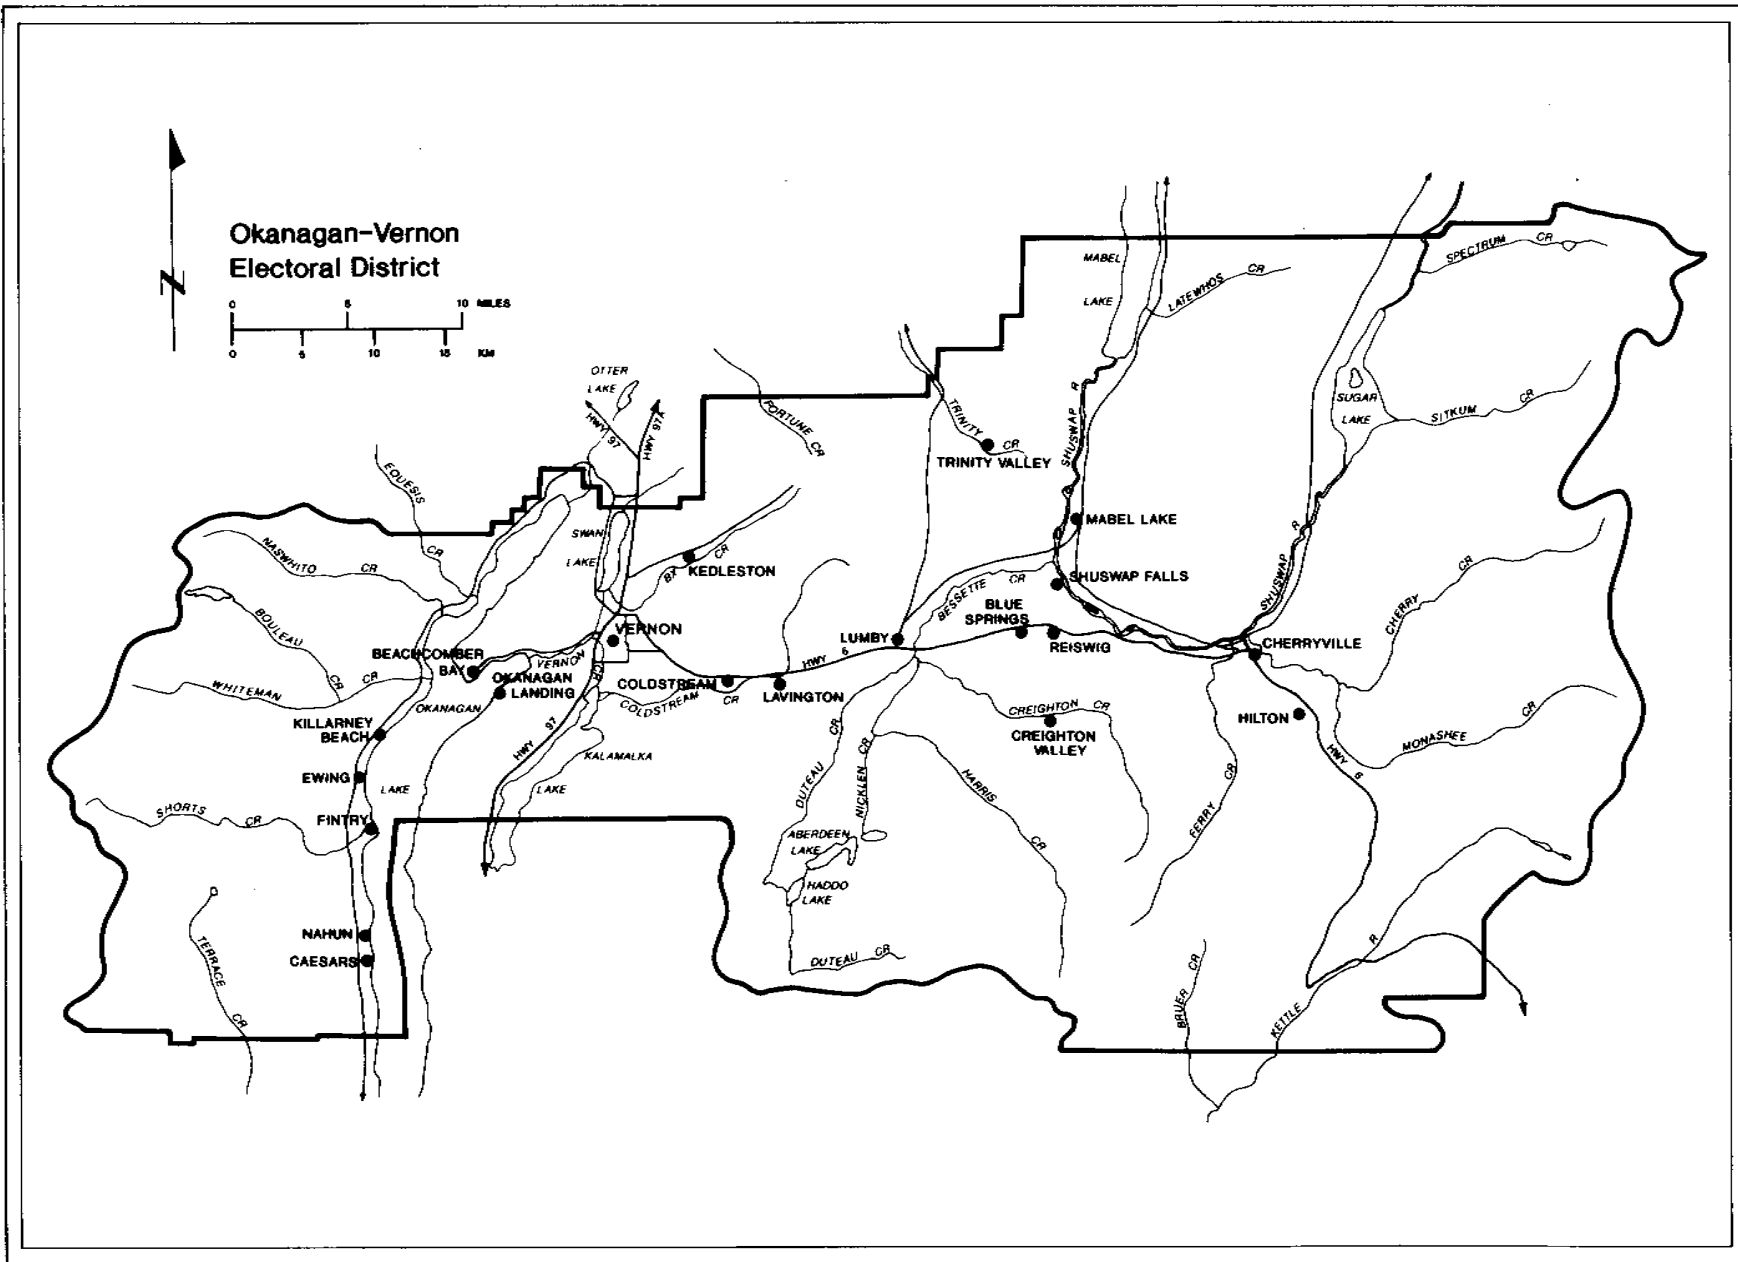 Okanagan-Vernon
Electoral District
0 5 10 MILES
0 5 10 15 KM
N
OTTER
LAKE
HWY 97
HWY 97A
FORTUNE CR
EQUESIS
CR
NASWHITO CR
BOULEAU
CR
WHITEMAN CR
SWAN
LAKE
BX CR
KEDLESTON
VERNON
BEACHCOMBER
BAY
VERNON
CR
OKANAGAN
LANDING
OKANAGAN
LAKE
KILLARNEY
BEACH
EWING
SHORTS CR
FINTRY
NAHUN
CAESARS
TERRACE
CR
HWY 97
KALAMALKA
LAKE
COLDSTREAM
COLDSTREAM CR
LAVINGTON
HWY 6
LUMBY
TRINITY
CR
TRINITY VALLEY
MABEL
LAKE
LATEWHOS CR
SHUSWAP R
MABEL LAKE
SHUSWAP FALLS
BESSETTE CR
BLUE
SPRINGS
REISWIG
CREIGHTON CR
CREIGHTON
VALLEY
DUTEAU CR
NICKLEN CR
HARRIS
CR
ABERDEEN
LAKE
HADDO
LAKE
DUTEAU CR
SPECTRUM CR
SUGAR
LAKE
SITKUM CR
SHUSWAP R
CHERRY CR
CHERRYVILLE
HILTON
HWY 6
MONASHEE CR
FERRY CR
BRUER CR
KETTLE R